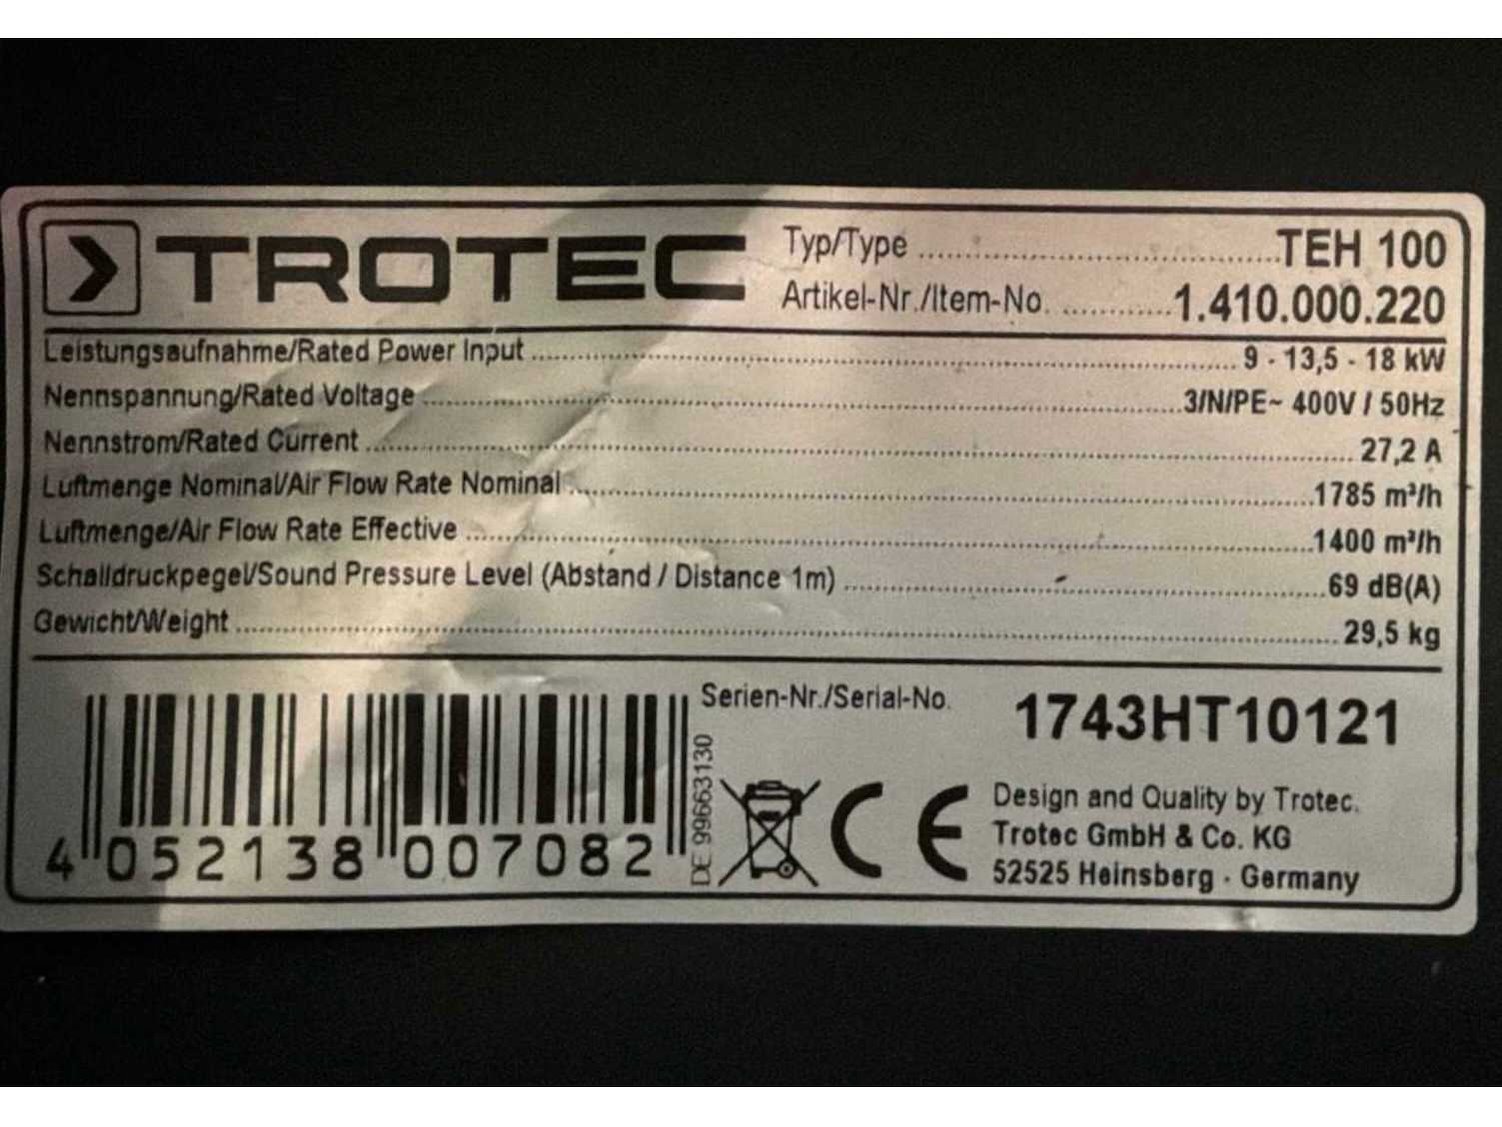 TROTEC
Typ/Type ........ TEH 100
Artikel-Nr./Item-No. ........ 1.410.000.220
Leistungsaufnahme/Rated Power Input ........ 9 - 13,5 - 18 kW
Nennspannung/Rated Voltage ........ 3/N/PE~ 400V / 50Hz
Nennstrom/Rated Current ........ 27,2 A
Luftmenge Nominal/Air Flow Rate Nominal ........ 1785 m³/h
Luftmenge/Air Flow Rate Effective ........ 1400 m³/h
Schalldruckpegel/Sound Pressure Level (Abstand / Distance 1m) ........ 69 dB(A)
Gewicht/Weight ........ 29,5 kg
Serien-Nr./Serial-No. 1743HT10121
4 052138 007082
DE 99663130
CE
Design and Quality by Trotec.
Trotec GmbH & Co. KG
52525 Heinsberg · Germany